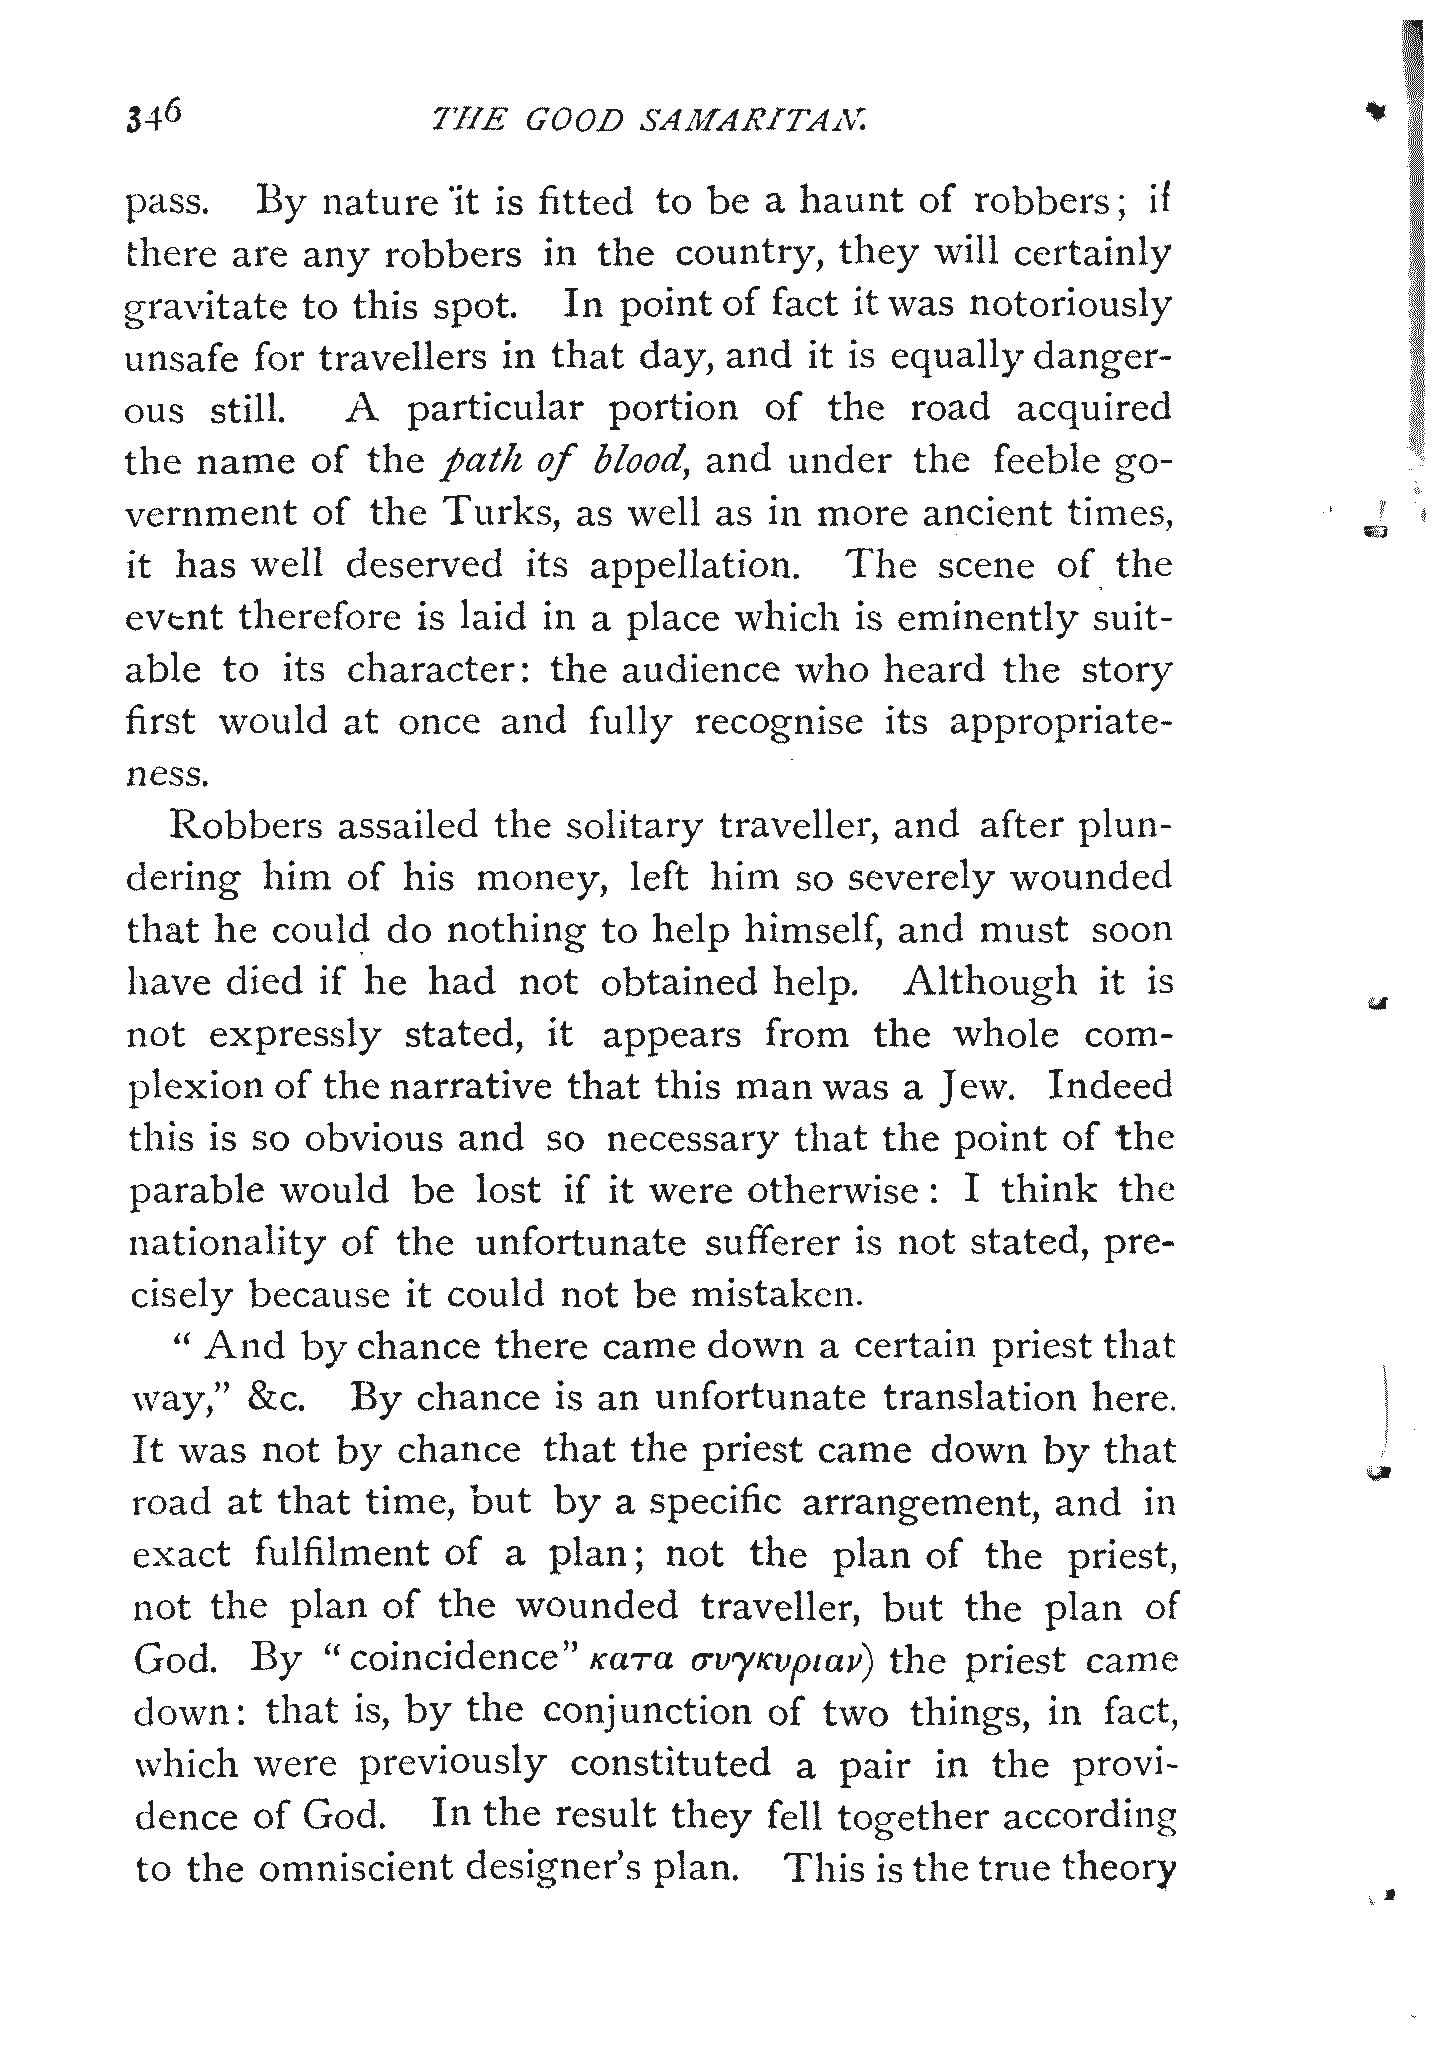 346 THE GOOD SAMARITAN.
pass. By nature it is fitted to be a haunt of robbers; if
there are any robbers in the country, they will certainly
gravitate to this spot. In point of fact it was notoriously
unsafe for travellers in that day, and it is equally danger-
ous still. A particular portion of the road acquired
the name of the path of blood, and under the feeble go-
vernment of the Turks, as well as in more ancient times,
it has well deserved its appellation. The scene of the
event therefore is laid in a place which is eminently suit-
able to its character: the audience who heard the story
first would at once and fully recognise its appropriate-
ness.
Robbers assailed the solitary traveller, and after plun-
dering him of his money, left him so severely wounded
that he could do nothing to help himself, and must soon
have died if he had not obtained help. Although it is
not expressly stated, it appears from the whole com-
plexion of the narrative that this man was a Jew. Indeed
this is so obvious and so necessary that the point of the
parable would be lost if it were otherwise: I think the
nationality of the unfortunate sufferer is not stated, pre-
cisely because it could not be mistaken.
“And by chance there came down a certain priest that
way,” &c. By chance is an unfortunate translation here.
It was not by chance that the priest came down by that
road at that time, but by a specific arrangement, and in
exact fulfilment of a plan; not the plan of the priest,
not the plan of the wounded traveller, but the plan of
God. By “coincidence” κατα συγκυριαν) the priest came
down: that is, by the conjunction of two things, in fact,
which were previously constituted a pair in the provi-
dence of God. In the result they fell together according
to the omniscient designer’s plan. This is the true theory